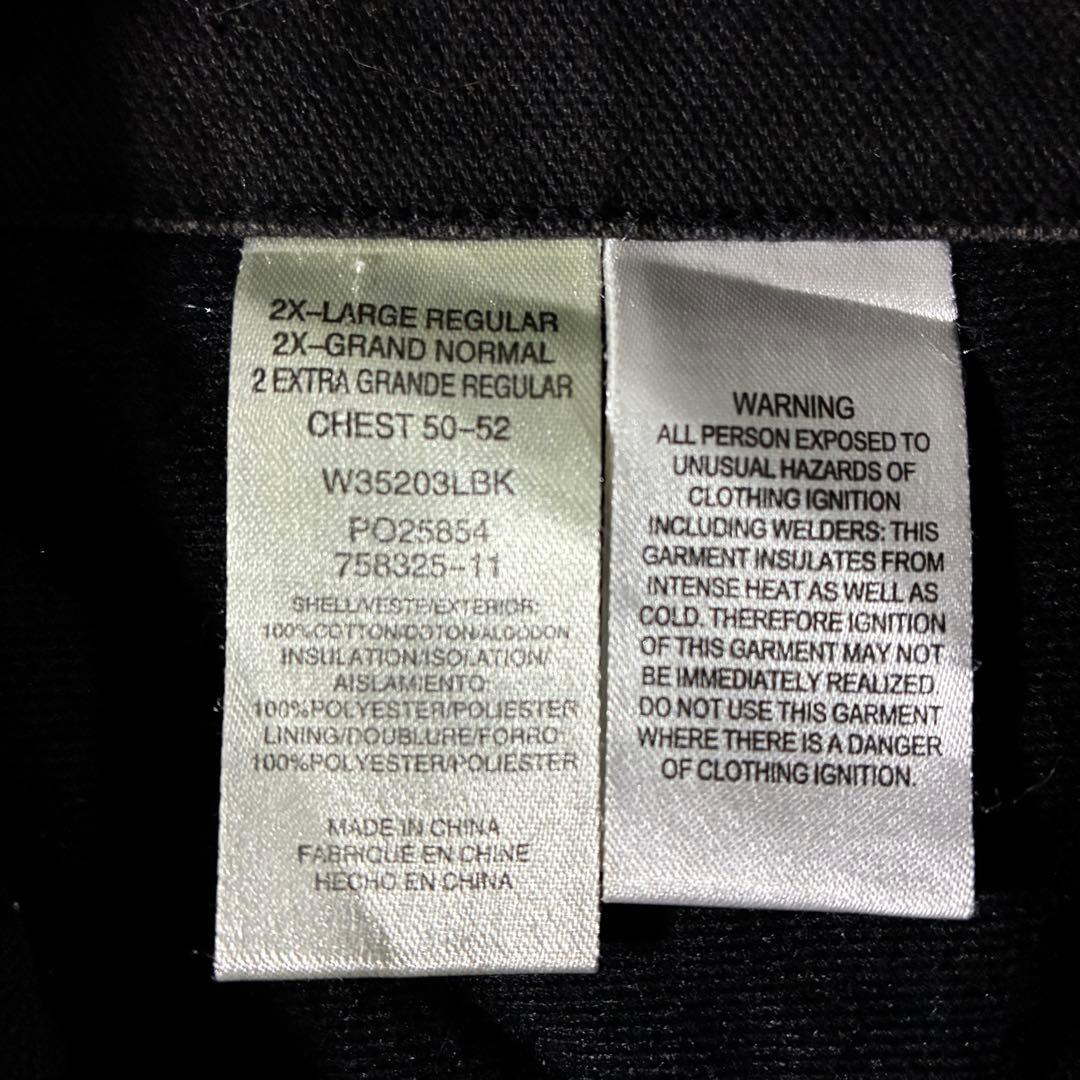 2X-LARGE REGULAR
2X-GRAND NORMAL
2 EXTRA GRANDE REGULAR
CHEST 50-52
W35203LBK
PO25854
758325-11
SHELL/VESTE/EXTERIOR:
100%COTTON/COTON/ALGODON
INSULATION/ISOLATION/
AISLAMIENTO:
100%POLYESTER/POLIESTER
LINING/DOUBLURE/FORRO:
100%POLYESTER/POLIESTER
MADE IN CHINA
FABRIQUE EN CHINE
HECHO EN CHINA
WARNING
ALL PERSON EXPOSED TO
UNUSUAL HAZARDS OF
CLOTHING IGNITION
INCLUDING WELDERS: THIS
GARMENT INSULATES FROM
INTENSE HEAT AS WELL AS
COLD. THEREFORE IGNITION
OF THIS GARMENT MAY NOT
BE IMMEDIATELY REALIZED.
DO NOT USE THIS GARMENT
WHERE THERE IS A DANGER
OF CLOTHING IGNITION.